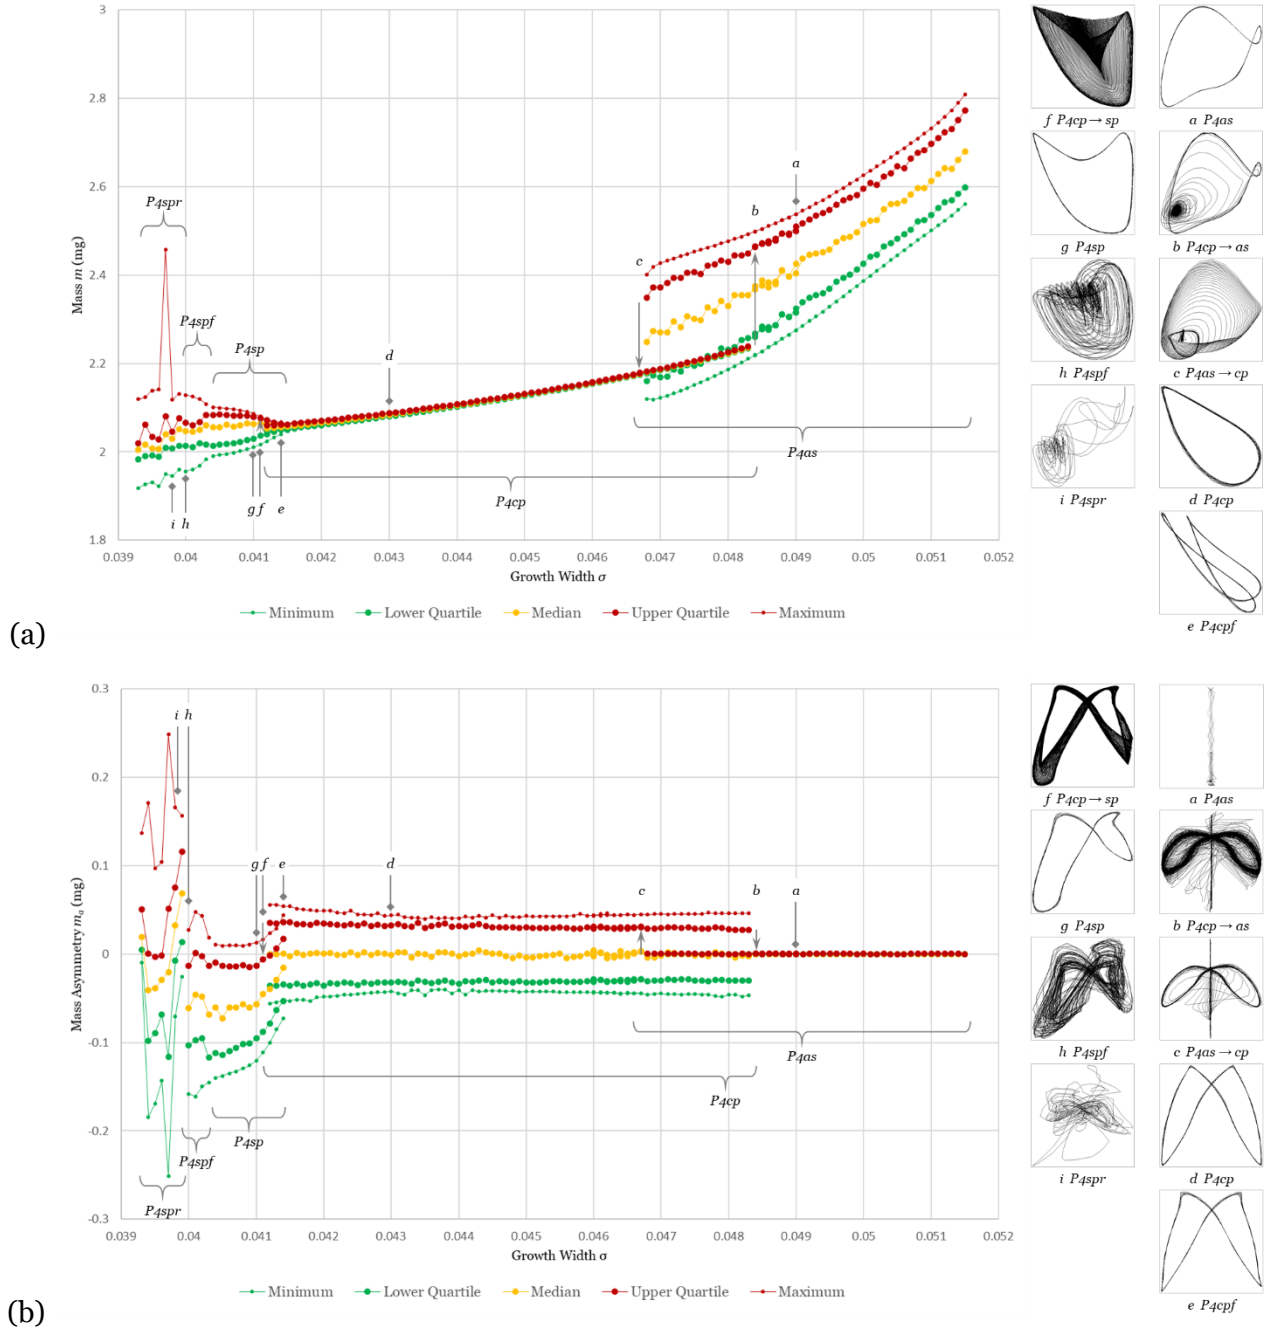 3
2.8
2.6
2.4
2.2
2
1.8
Mass m (mg)
0.039 0.04 0.041 0.042 0.043 0.044 0.045 0.046 0.047 0.048 0.049 0.05 0.051 0.052
Growth Width σ
P4spr
P4spf
P4sp
d
c
b
a
i h g f e
P4cp
P4as
Minimum Lower Quartile Median Upper Quartile Maximum
(a)
f P4cp→sp a P4as
g P4sp b P4cp→as
h P4spf c P4as→cp
i P4spr d P4cp
e P4cpf
0.3
0.2
0.1
0
-0.1
-0.2
-0.3
Mass Asymmetry mₐ (mg)
0.039 0.04 0.041 0.042 0.043 0.044 0.045 0.046 0.047 0.048 0.049 0.05 0.051 0.052
Growth Width σ
i h
g f e d c b a
P4as
P4cp
P4sp
P4spf
P4spr
Minimum Lower Quartile Median Upper Quartile Maximum
(b)
f P4cp→sp a P4as
g P4sp b P4cp→as
h P4spf c P4as→cp
i P4spr d P4cp
e P4cpf